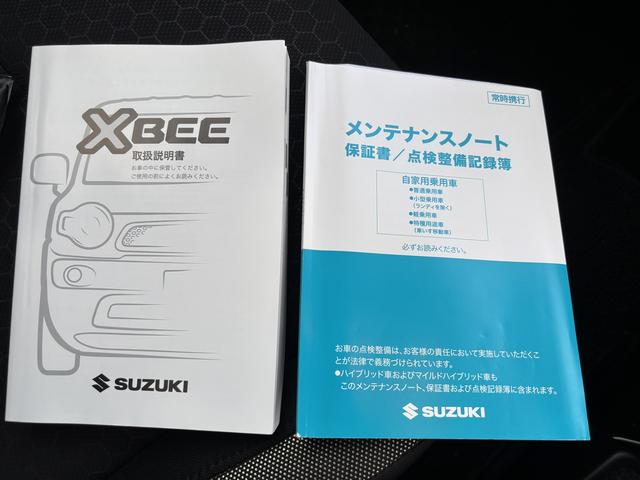 XBEE
取扱説明書
お車の中に保管してください。
ご使用の前によくお読みください。
SUZUKI
常時携行
メンテナンスノート
保証書／点検整備記録簿
自家用乗用車
●普通乗用車
●小型乗用車
(ランディを除く)
●軽乗用車
●特種用途車
(車いす移動車)
必ずお読みください。
お車の点検整備は、お客様の責任において実施していただくこ
とが法律で義務づけられています。
●ハイブリッド車およびマイルドハイブリッド車も
このメンテナンスノート、保証書および点検記録簿に含まれます。
SUZUKI